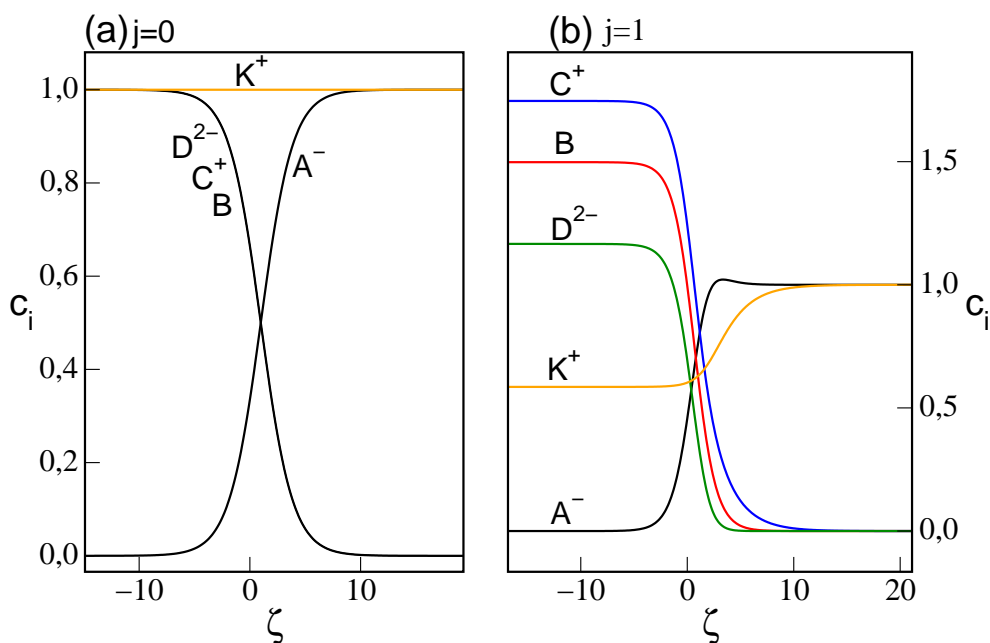 (a) j=0
K⁺
D²⁻
C⁺
B
A⁻
1,0
0,8
0,6
0,4
0,2
0,0
cᵢ
−10
0
10
ζ
(b) j=1
C⁺
B
D²⁻
K⁺
A⁻
1,5
1,0
0,5
0,0
cᵢ
−10
0
10
20
ζ